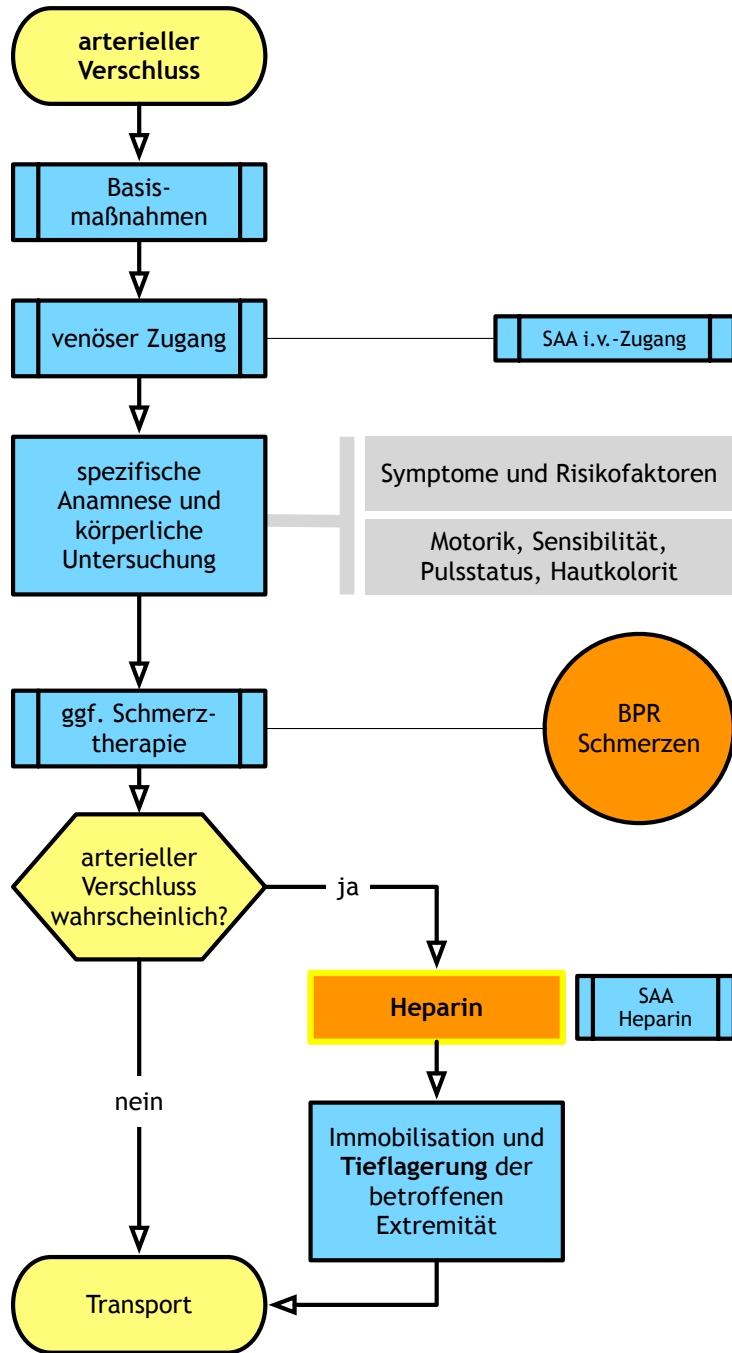 arterieller
Verschluss
Basis-
maßnahmen
venöser Zugang
SAA i.v.-Zugang
spezifische
Anamnese und
körperliche
Untersuchung
Symptome und Risikofaktoren
Motorik, Sensibilität,
Pulsstatus, Hautkolorit
ggf. Schmerz-
therapie
BPR
Schmerzen
arterieller
Verschluss
wahrscheinlich?
ja
Heparin
SAA
Heparin
nein
Immobilisation und
Tieflagerung der
betroffenen
Extremität
Transport